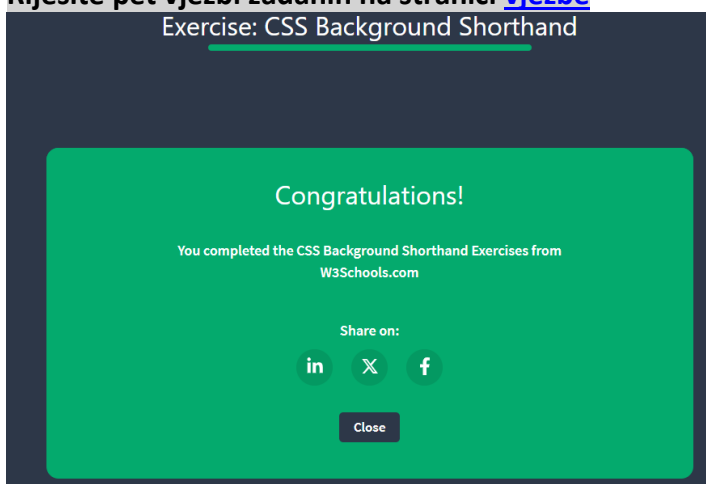 Riješite pet vježbi zadanih na stranici vježbe
Exercise: CSS Background Shorthand
Congratulations!
You completed the CSS Background Shorthand Exercises from
W3Schools.com
Share on:
in X f
Close